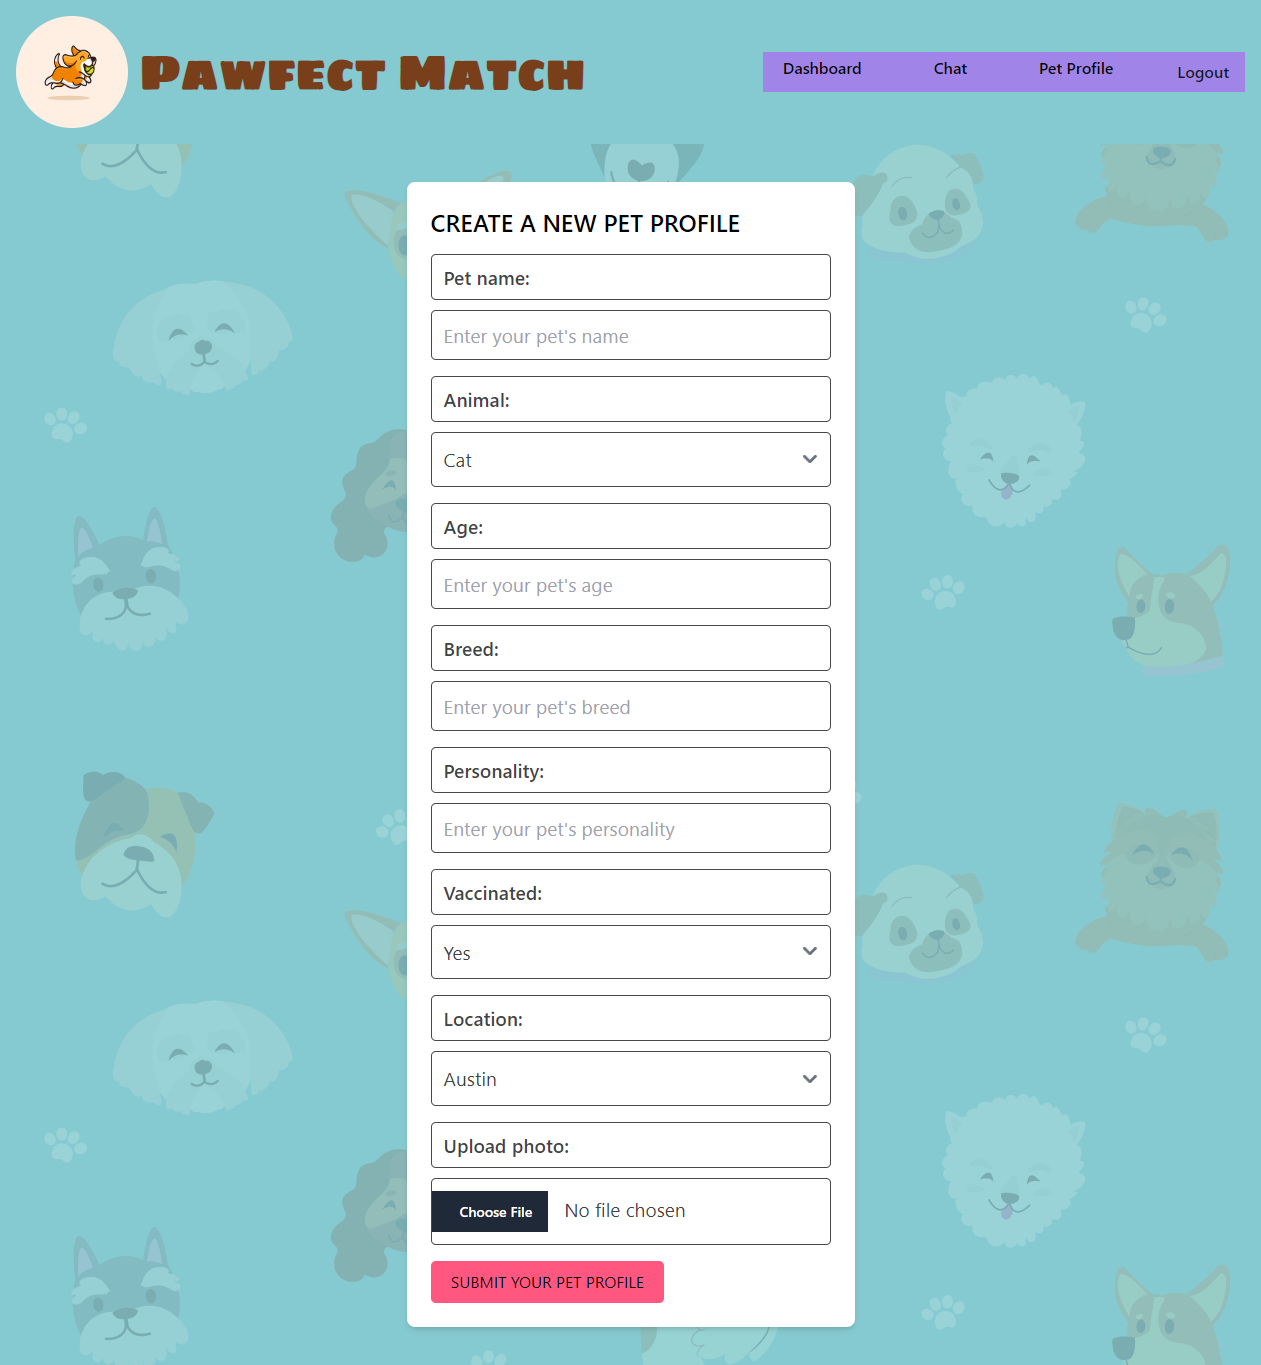 Pawfect Match
Dashboard Chat Pet Profile Logout
CREATE A NEW PET PROFILE
Pet name:
Enter your pet's name
Animal:
Cat
Age:
Enter your pet's age
Breed:
Enter your pet's breed
Personality:
Enter your pet's personality
Vaccinated:
Yes
Location:
Austin
Upload photo:
Choose File No file chosen
SUBMIT YOUR PET PROFILE